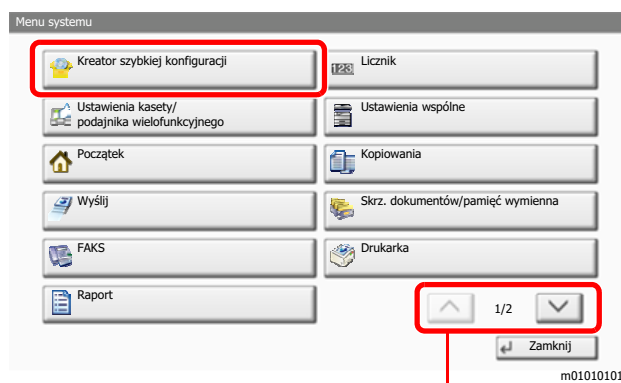 Menu systemu
Kreator szybkiej konfiguracji
123
Licznik
Ustawienia kasety/
podajnika wielofunkcyjnego
Ustawienia wspólne
Początek
Kopiowania
Wyślij
Skrz. dokumentów/pamięć wymienna
FAKS
Drukarka
Raport
1/2
Zamknij
m01010101